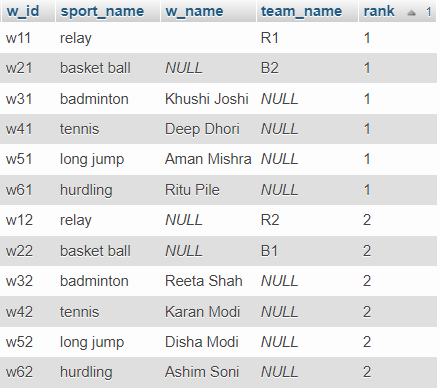 w_id sport_name w_name team_name rank 1
w11 relay R1 1
w21 basket ball NULL B2 1
w31 badminton Khushi Joshi NULL 1
w41 tennis Deep Dhori NULL 1
w51 long jump Aman Mishra NULL 1
w61 hurdling Ritu Pile NULL 1
w12 relay NULL R2 2
w22 basket ball NULL B1 2
w32 badminton Reeta Shah NULL 2
w42 tennis Karan Modi NULL 2
w52 long jump Disha Modi NULL 2
w62 hurdling Ashim Soni NULL 2